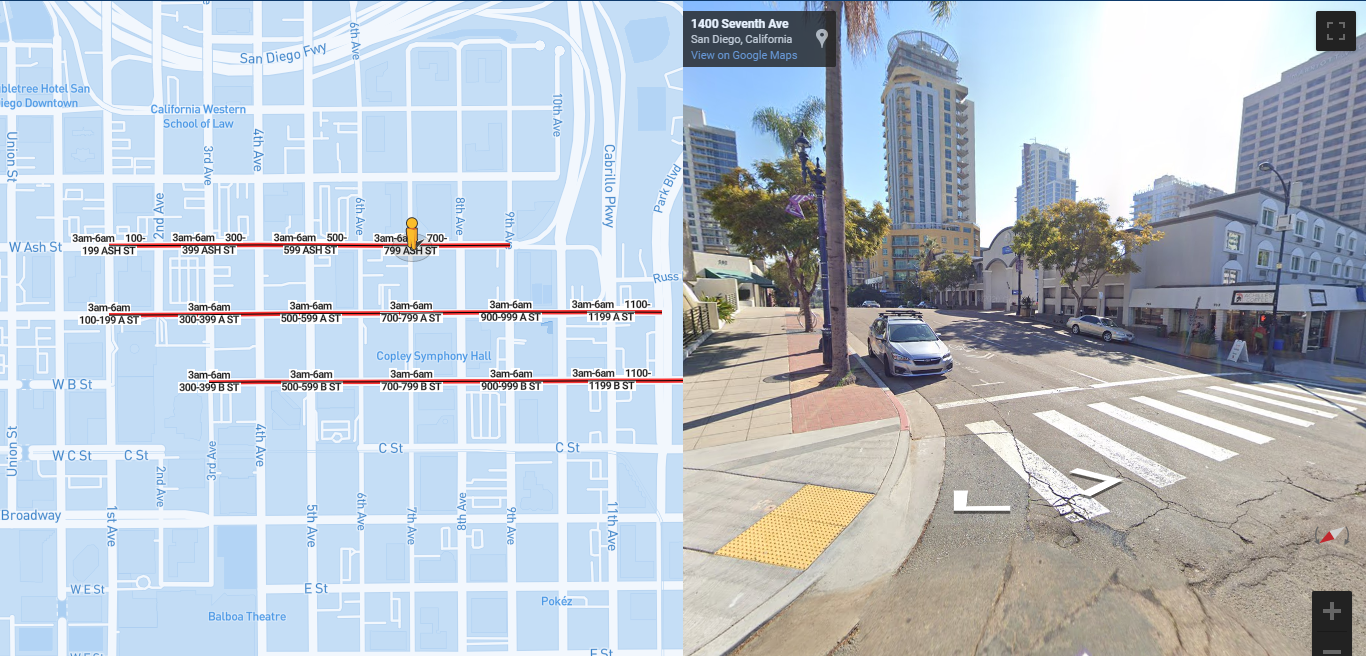 San Diego Fwy
6th Ave
8th Ave
3rd Ave
ubletree Hotel San
iego Downtown
California Western
School of Law
10th Ave
Union St
4th Ave
3rd Ave
Cabrillo Pkwy
Park Blvd
2nd Ave
6th Ave
8th Ave
9th Ave
W Ash St
3am-6am 100-
199 ASH ST
3am-6am 300-
399 ASH ST
3am-6am 500-
599 ASH ST
3am-6a 700-
799 ASH ST
Russ
3am-6am
100-199 A ST
3am-6am
300-399 A ST
3am-6am
500-599 A ST
3am-6am
700-799 A ST
3am-6am
900-999 A ST
3am-6am 1100-
1199 A ST
Copley Symphony Hall
W B St
3am-6am
300-399 B ST
3am-6am
500-599 B ST
3am-6am
700-799 B ST
3am-6am
900-999 B ST
3am-6am 1100-
1199 B ST
Union St
W C St
C St
3rd Ave
4th Ave
C St
C St
2nd Ave
Broadway
1st Ave
5th Ave
6th Ave
7th Ave
8th Ave
9th Ave
11th Ave
W E St
E St
Balboa Theatre
Pokéz
W E St
E St
1400 Seventh Ave
San Diego, California
View on Google Maps